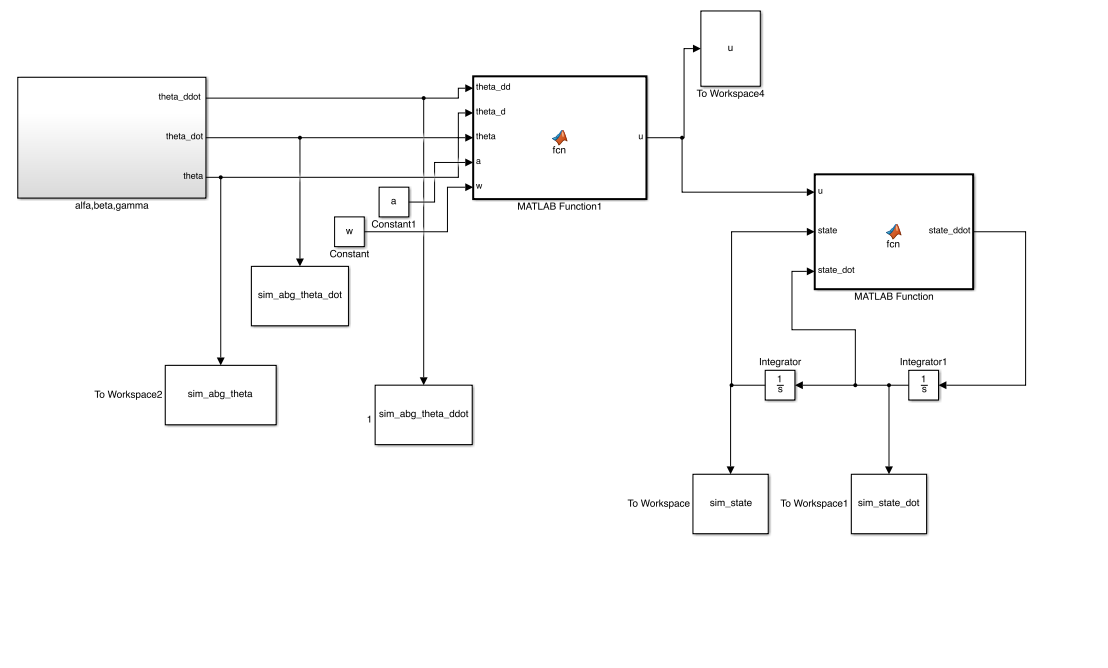 u
To Workspace4
theta_ddot
theta_dot
theta
alfa,beta,gamma
theta_dd
theta_d
theta
a
w
fcn
u
MATLAB Function1
a
Constant1
w
Constant
u
state
state_dot
fcn
state_ddot
MATLAB Function
sim_abg_theta_dot
Integrator
1
s
Integrator1
1
s
To Workspace2
sim_abg_theta
1
sim_abg_theta_ddot
To Workspace
sim_state
To Workspace1
sim_state_dot